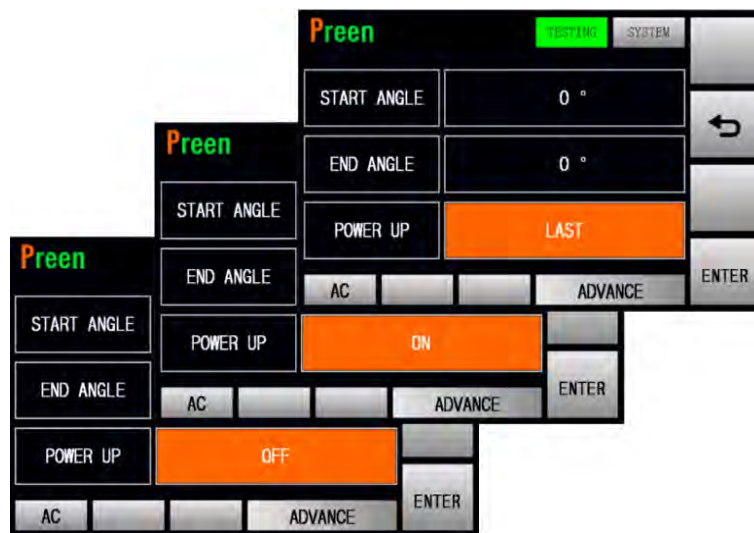 Preen TESTING SYSTEM
START ANGLE 0 °
END ANGLE 0 °
POWER UP LAST
AC ADVANCE ENTER
Preen
START ANGLE
END ANGLE
POWER UP ON
AC ADVANCE ENTER
Preen
START ANGLE
END ANGLE
POWER UP OFF
AC ADVANCE ENTER